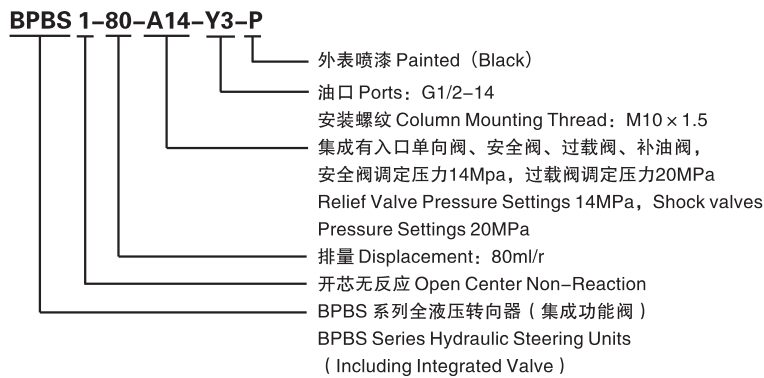 BPBS 1-80-A14-Y3-P
外表喷漆 Painted（Black）
油口 Ports：G1/2-14
安装螺纹 Column Mounting Thread：M10 × 1.5
集成有入口单向阀、安全阀、过载阀、补油阀，
安全阀调定压力14Mpa，过载阀调定压力20MPa
Relief Valve Pressure Settings 14MPa，Shock valves
Pressure Settings 20MPa
排量 Displacement：80ml/r
开芯无反应 Open Center Non-Reaction
BPBS 系列全液压转向器（集成功能阀）
BPBS Series Hydraulic Steering Units
（Including Integrated Valve）